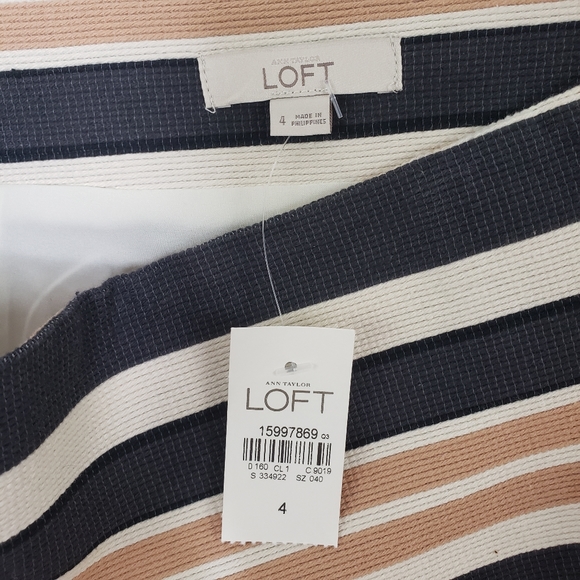 ANN TAYLOR
LOFT
4 MADE IN
PHILIPPINES
ANN TAYLOR
LOFT
15997869 Q3
D 160 CL 1 C 9019
S 334922 SZ 040
4